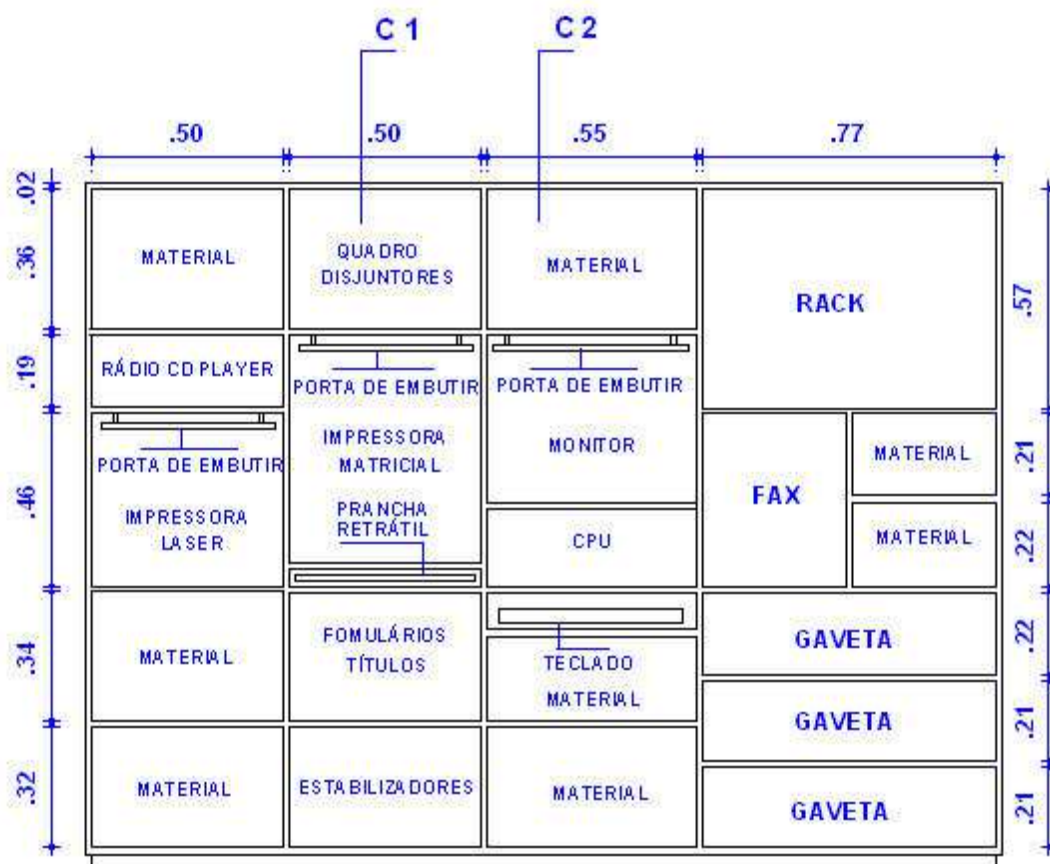 C 1
C 2
.50
.50
.55
.77
.02
.36
.19
.46
.34
.32
MATERIAL
QUADRO
DISJUNTORES
MATERIAL
RACK
.57
RÁDIO CD PLAYER
PORTA DE EMBUTIR
PORTA DE EMBUTIR
PORTA DE EMBUTIR
IMPRESSORA
MATRICIAL
MONITOR
IMPRESSORA
LASER
PRANCHA
RETRÁTIL
CPU
FAX
MATERIAL
MATERIAL
.21
.22
MATERIAL
FOMULÁRIOS
TÍTULOS
TECLADO
MATERIAL
GAVETA
.22
GAVETA
.21
MATERIAL
ESTABILIZADORES
MATERIAL
GAVETA
.21